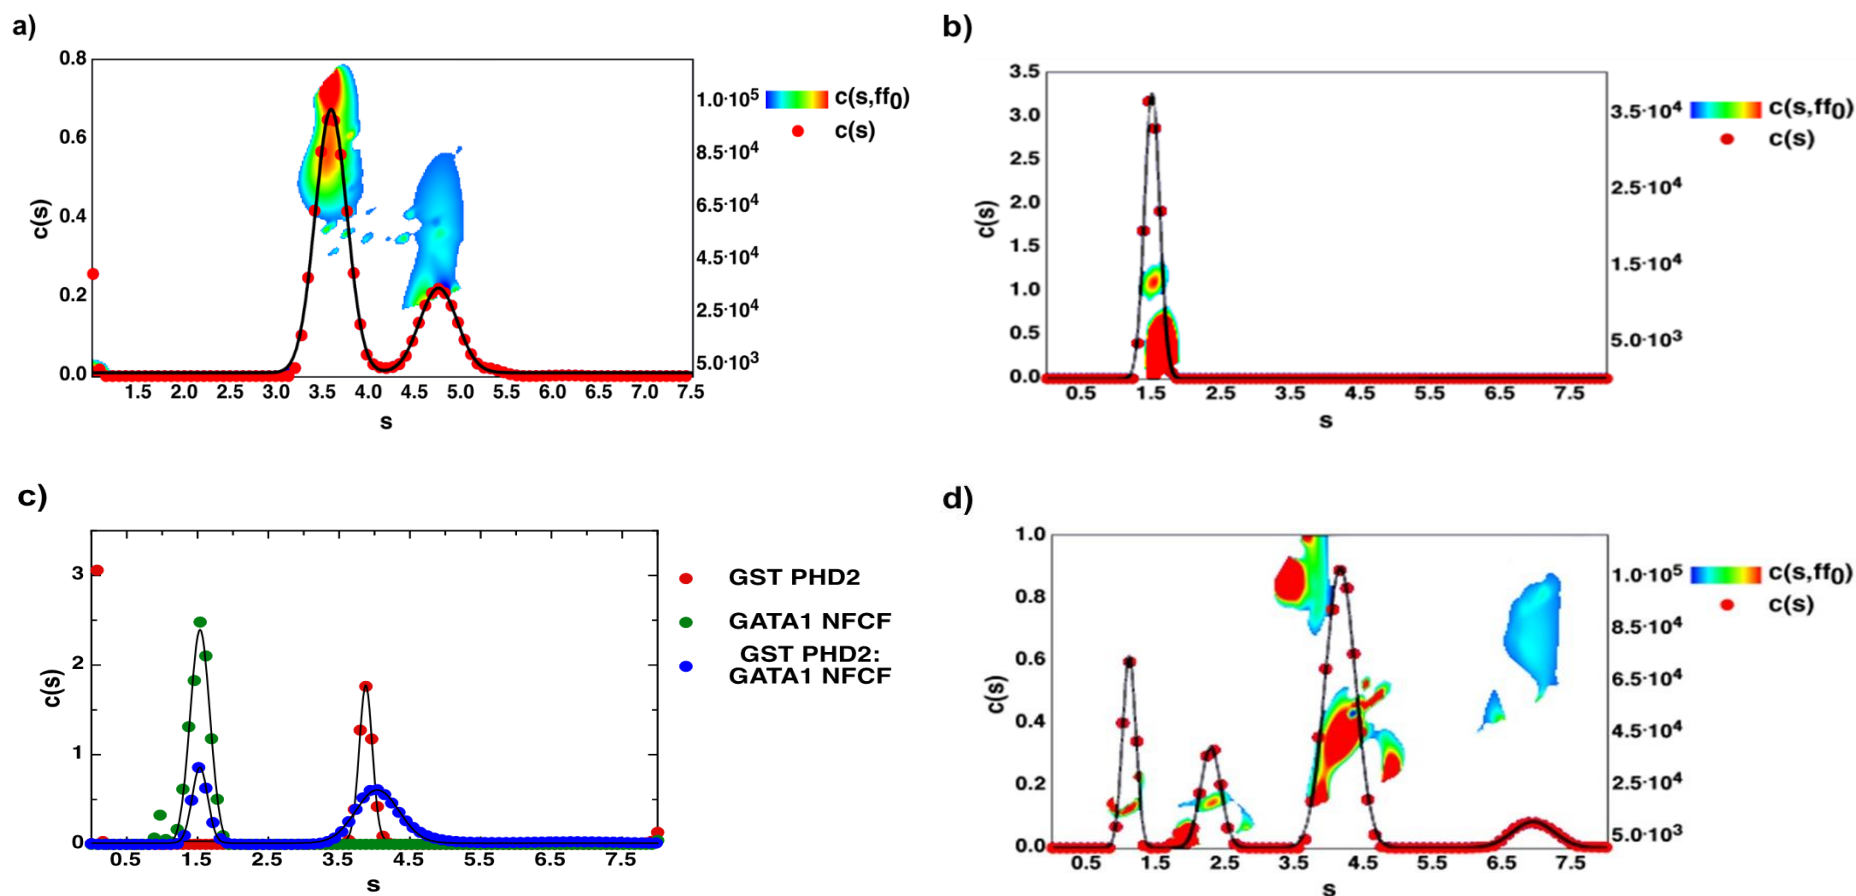 a)
0.8
0.6
0.4
0.2
0.0
c(s)
1.5 2.0 2.5 3.0 3.5 4.0 4.5 5.0 5.5 6.0 6.5 7.0 7.5
s
1.0·10⁵
8.5·10⁴
6.5·10⁴
4.5·10⁴
2.5·10⁴
5.0·10³
c(s,ff0)
c(s)
b)
3.5
3.0
2.5
2.0
1.5
1.0
0.5
0.0
c(s)
0.5 1.5 2.5 3.5 4.5 5.5 6.5 7.5
s
3.5·10⁴
2.5·10⁴
1.5·10⁴
5.0·10³
c(s,ff0)
c(s)
c)
3
2
1
0
c(s)
0.5 1.5 2.5 3.5 4.5 5.5 6.5 7.5
s
GST PHD2
GATA1 NFCF
GST PHD2:
GATA1 NFCF
d)
1.0
0.8
0.6
0.4
0.2
0.0
c(s)
0.5 1.5 2.5 3.5 4.5 5.5 6.5 7.5
s
1.0·10⁵
8.5·10⁴
6.5·10⁴
4.5·10⁴
2.5·10⁴
5.0·10³
c(s,ff0)
c(s)